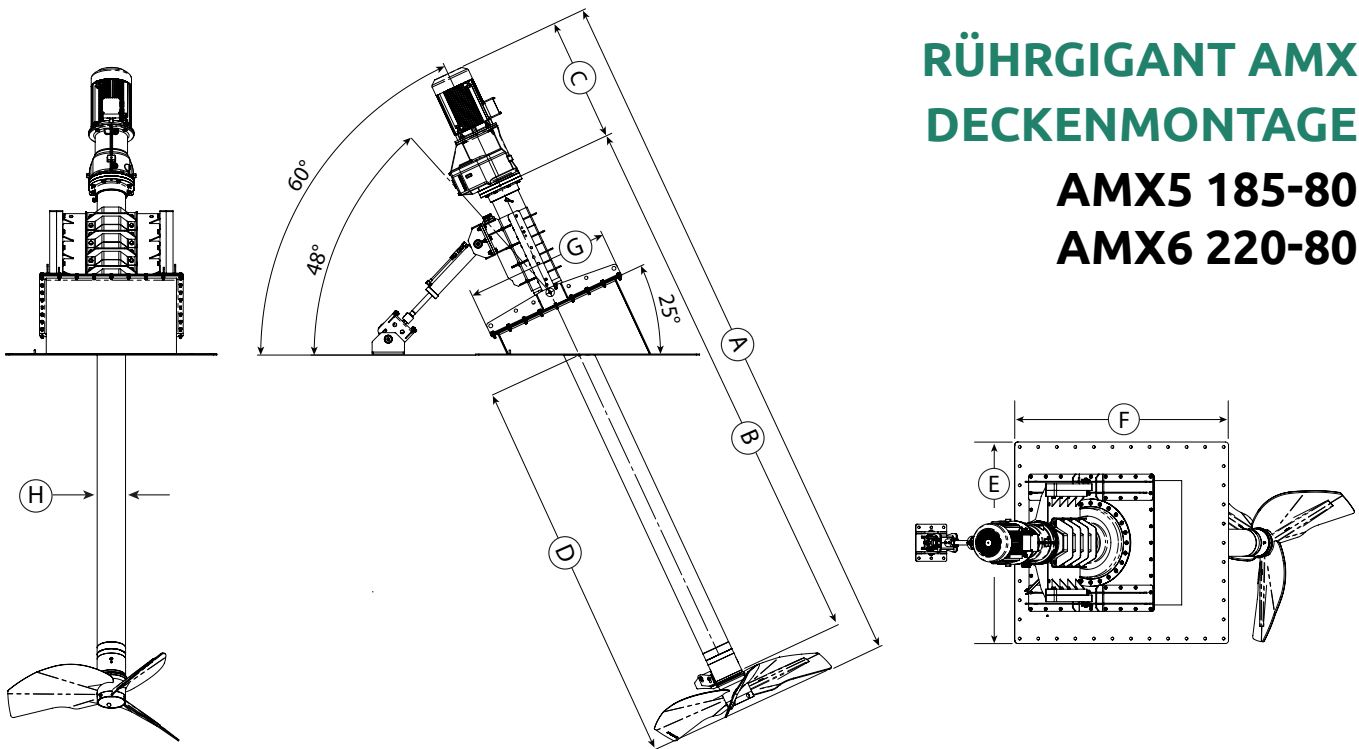 RÜHRGIGANT AMX
DECKENMONTAGE
AMX5 185-80
AMX6 220-80
C
60°
48°
G
25°
A
B
D
H
F
E